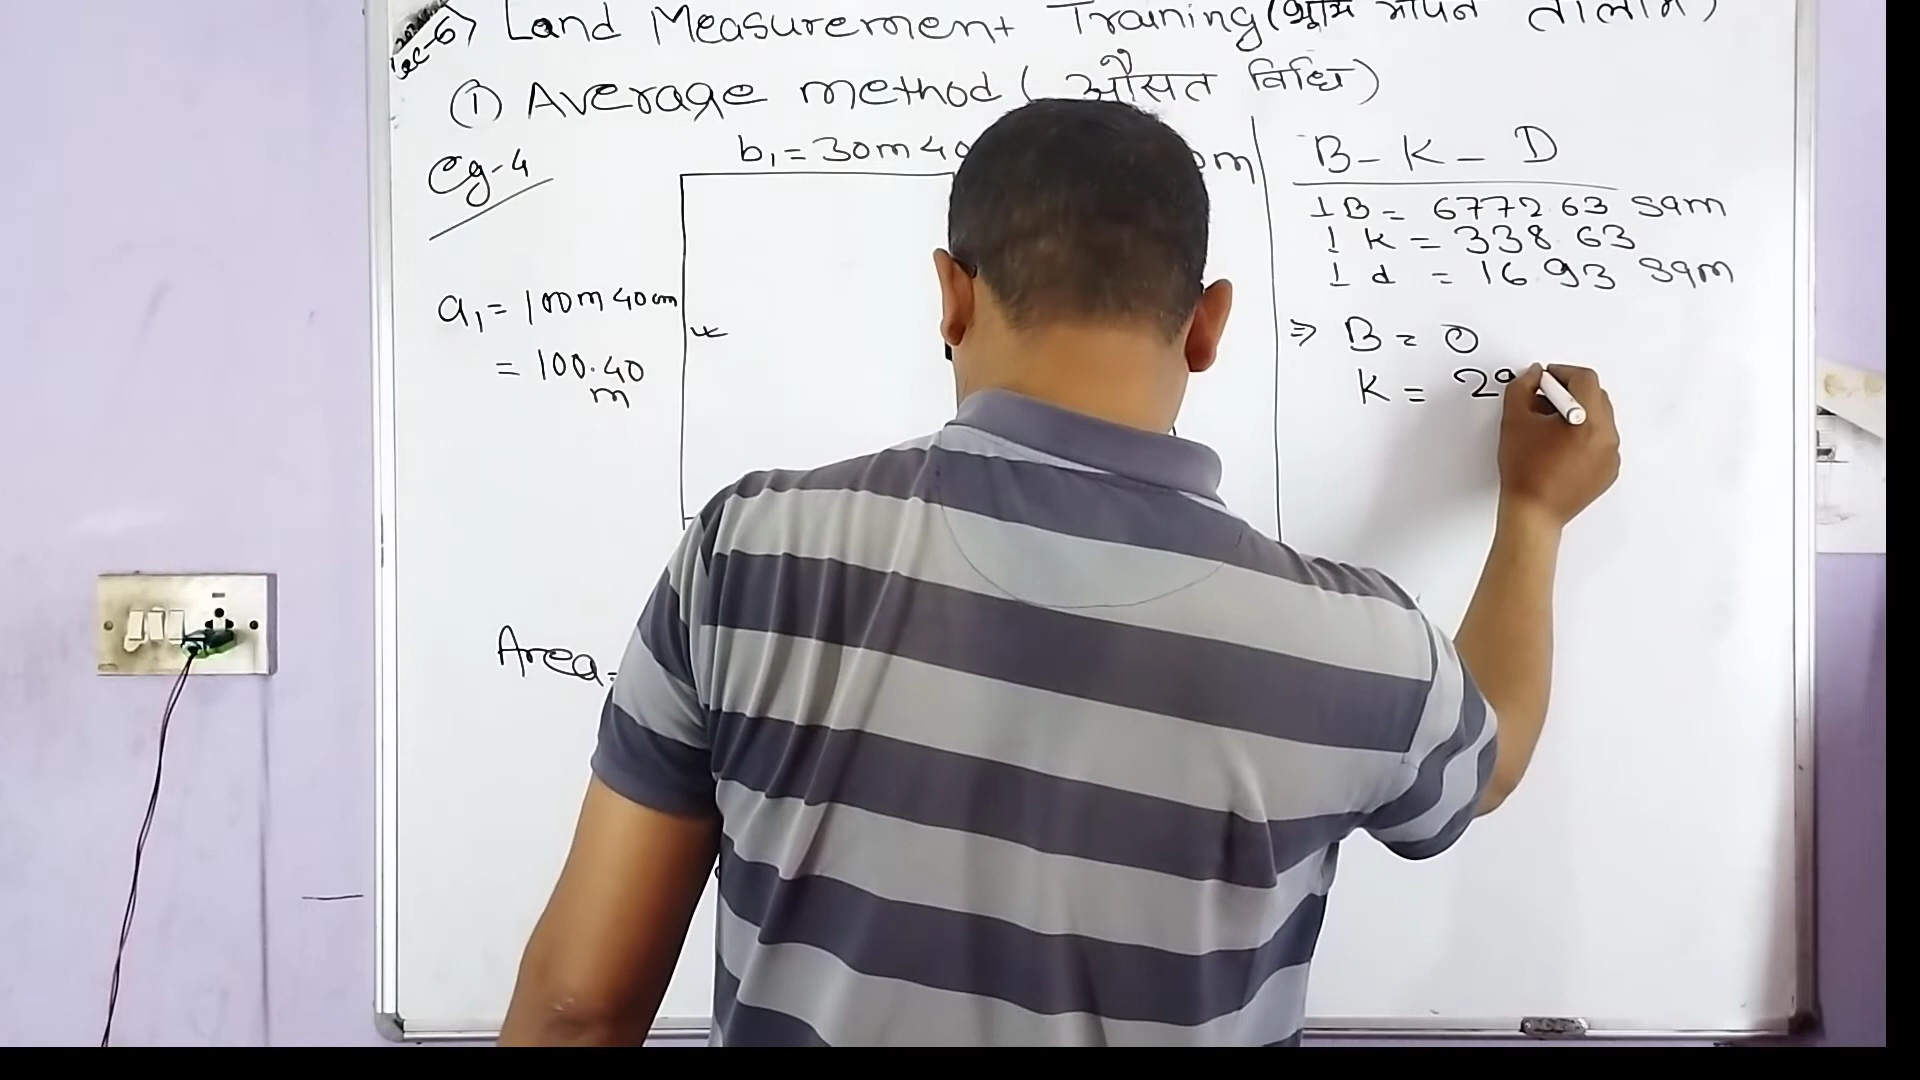 Lec-6) Land Measurement Training (भूमि मापन तालीम)
① Average method (औसत विधि)
Eg-4
b₁ = 30m 40
m
a₁ = 100m 40cm
= 100.40
m
Area =
B - K - D
1 B = 6772.63 sqm
1 K = 338.63
1 d = 16.93 sqm
⇒ B = 0
K = 29